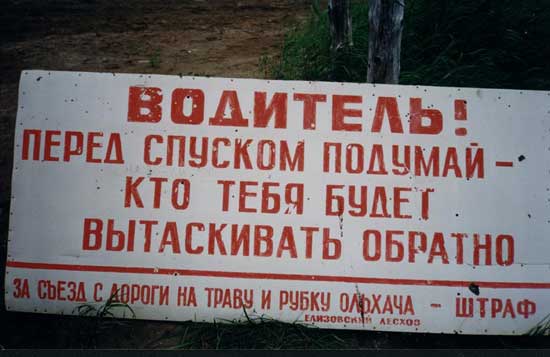 ВОДИТЕЛЬ!
ПЕРЕД СПУСКОМ ПОДУМАЙ –
КТО ТЕБЯ БУДЕТ
ВЫТАСКИВАТЬ ОБРАТНО
ЗА СЪЕЗД С ДОРОГИ НА ТРАВУ И РУБКУ ОЛЬХАЧА – ШТРАФ
ЕЛИЗОВСКИЙ ЛЕСХОЗ